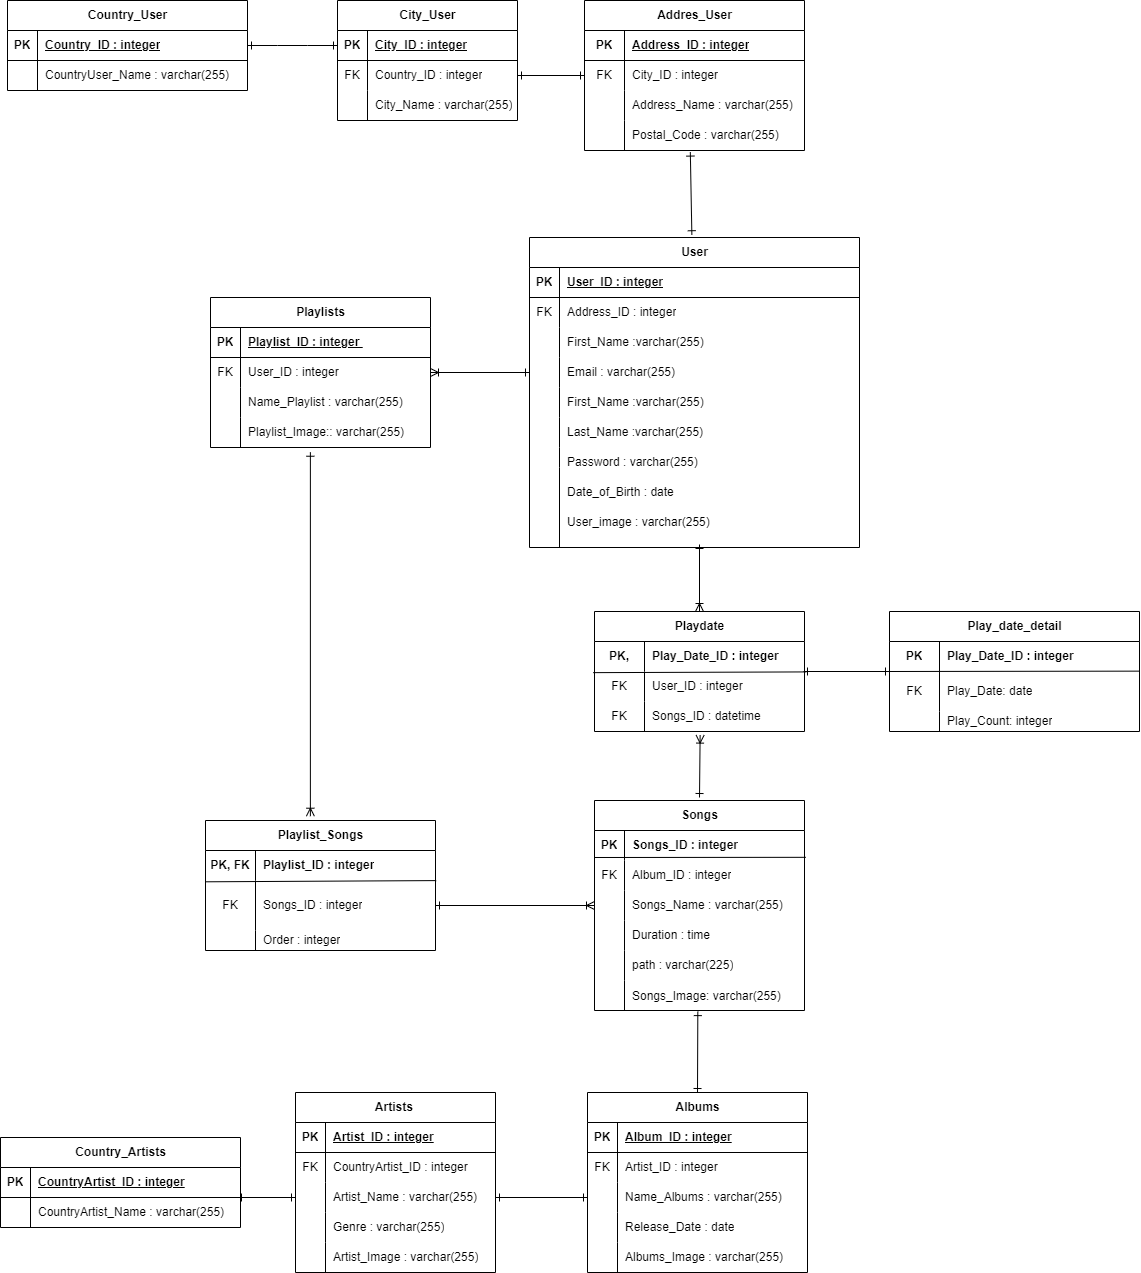 Country_User
PK Country_ID : integer
CountryUser_Name : varchar(255)
City_User
PK City_ID : integer
FK Country_ID : integer
City_Name : varchar(255)
Addres_User
PK Address_ID : integer
FK City_ID : integer
Address_Name : varchar(255)
Postal_Code : varchar(255)
User
PK User_ID : integer
FK Address_ID : integer
First_Name :varchar(255)
Email : varchar(255)
First_Name :varchar(255)
Last_Name :varchar(255)
Password : varchar(255)
Date_of_Birth : date
User_image : varchar(255)
Playlists
PK Playlist_ID : integer
FK User_ID : integer
Name_Playlist : varchar(255)
Playlist_Image:: varchar(255)
Playdate
PK, Play_Date_ID : integer
FK User_ID : integer
FK Songs_ID : datetime
Play_date_detail
PK Play_Date_ID : integer
FK Play_Date: date
Play_Count: integer
Playlist_Songs
PK, FK Playlist_ID : integer
FK Songs_ID : integer
Order : integer
Songs
PK Songs_ID : integer
FK Album_ID : integer
Songs_Name : varchar(255)
Duration : time
path : varchar(225)
Songs_Image: varchar(255)
Country_Artists
PK CountryArtist_ID : integer
CountryArtist_Name : varchar(255)
Artists
PK Artist_ID : integer
FK CountryArtist_ID : integer
Artist_Name : varchar(255)
Genre : varchar(255)
Artist_Image : varchar(255)
Albums
PK Album_ID : integer
FK Artist_ID : integer
Name_Albums : varchar(255)
Release_Date : date
Albums_Image : varchar(255)